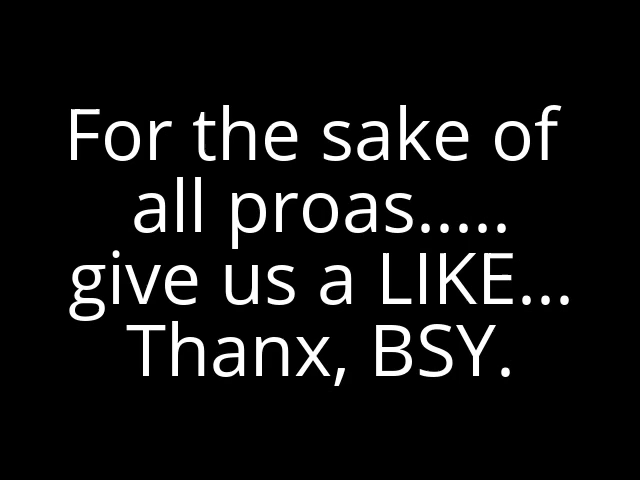 For the sake of
all proas.....
give us a LIKE...
Thanx, BSY.